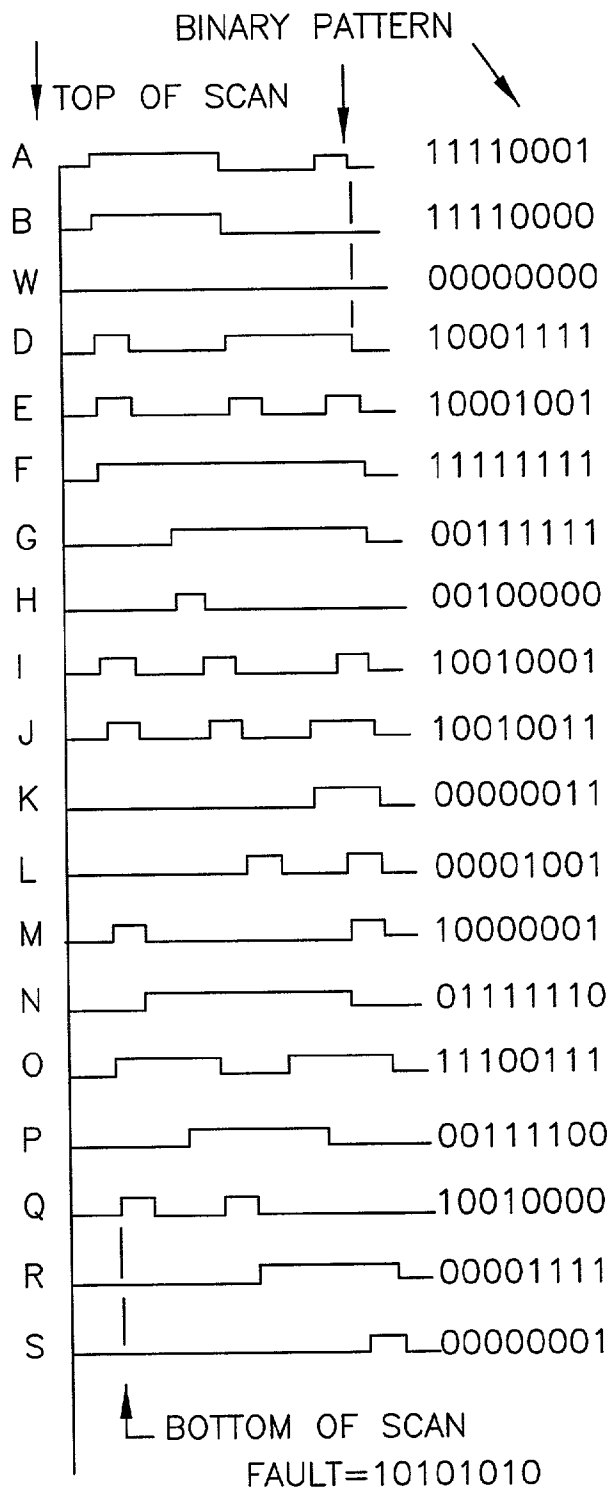 BINARY PATTERN
TOP OF SCAN
A 11110001
B 11110000
W 00000000
D 10001111
E 10001001
F 11111111
G 00111111
H 00100000
I 10010001
J 10010011
K 00000011
L 00001001
M 10000001
N 01111110
O 11100111
P 00111100
Q 10010000
R 00001111
S 00000001
BOTTOM OF SCAN
FAULT=10101010